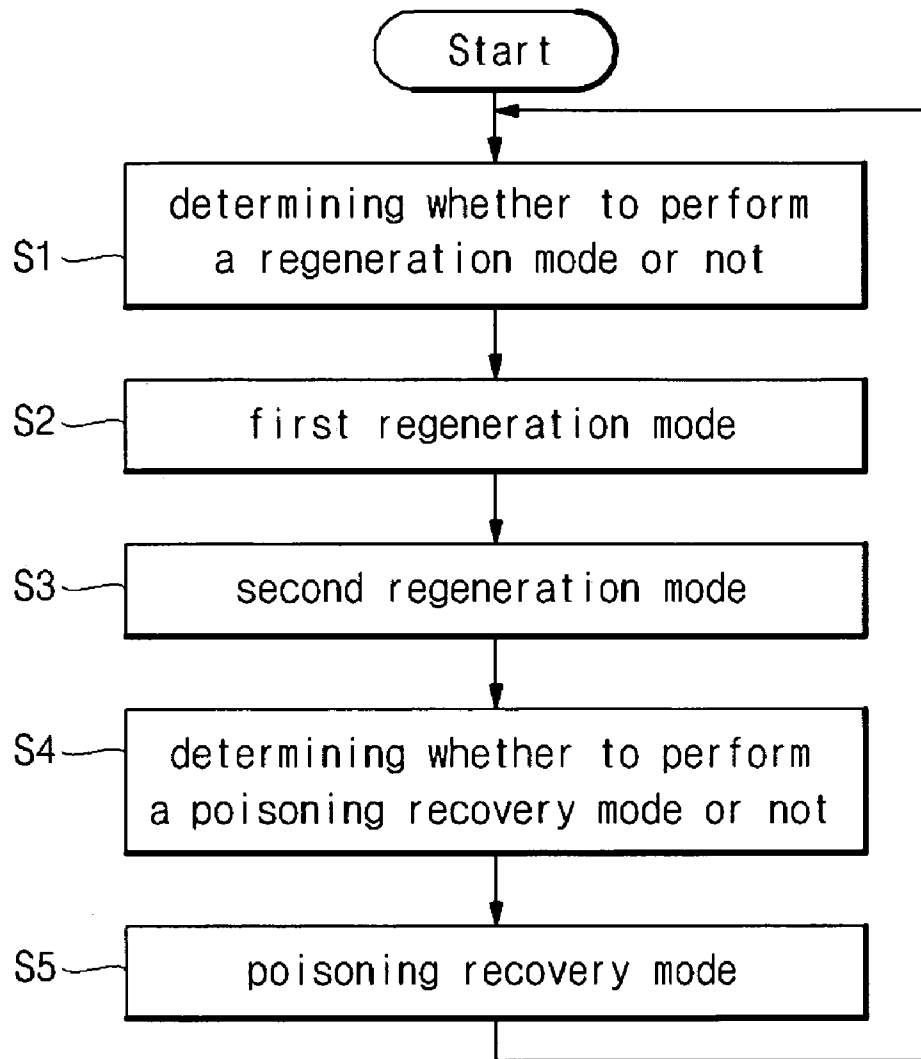 Start
determining whether to perform
a regeneration mode or not
S1
first regeneration mode
S2
second regeneration mode
S3
determining whether to perform
a poisoning recovery mode or not
S4
poisoning recovery mode
S5